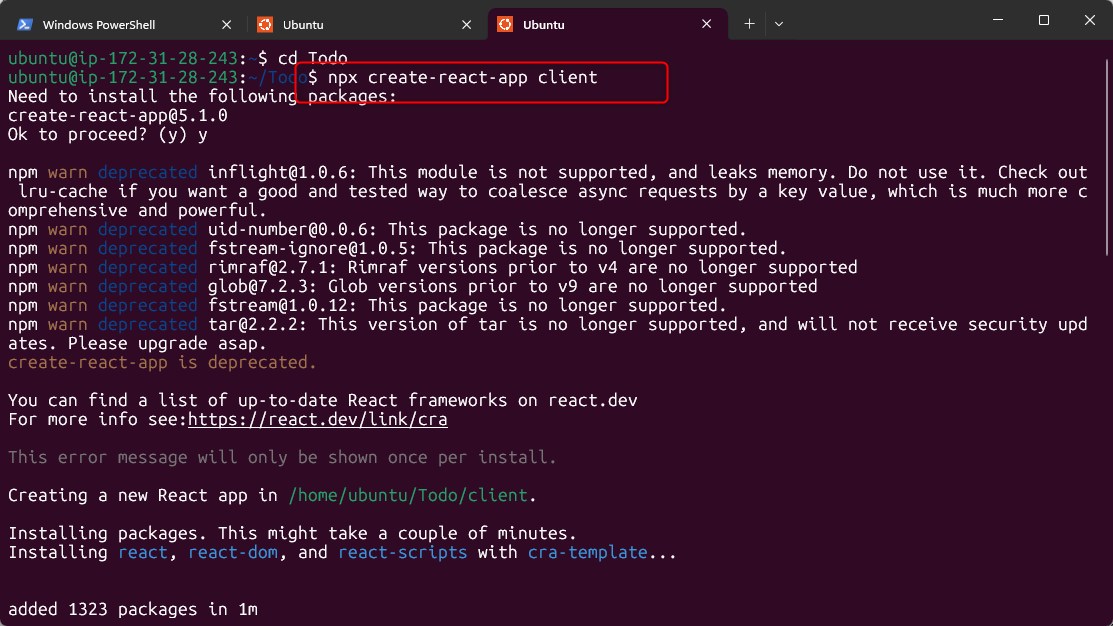 Windows PowerShell
Ubuntu
Ubuntu
ubuntu@ip-172-31-28-243:~$ cd Todo
ubuntu@ip-172-31-28-243:~/Todo$ npx create-react-app client
Need to install the following packages:
create-react-app@5.1.0
Ok to proceed? (y) y
npm warn deprecated inflight@1.0.6: This module is not supported, and leaks memory. Do not use it. Check out
lru-cache if you want a good and tested way to coalesce async requests by a key value, which is much more c
omprehensive and powerful.
npm warn deprecated uid-number@0.0.6: This package is no longer supported.
npm warn deprecated fstream-ignore@1.0.5: This package is no longer supported.
npm warn deprecated rimraf@2.7.1: Rimraf versions prior to v4 are no longer supported
npm warn deprecated glob@7.2.3: Glob versions prior to v9 are no longer supported
npm warn deprecated fstream@1.0.12: This package is no longer supported.
npm warn deprecated tar@2.2.2: This version of tar is no longer supported, and will not receive security upd
ates. Please upgrade asap.
create-react-app is deprecated.
You can find a list of up-to-date React frameworks on react.dev
For more info see:https://react.dev/link/cra
This error message will only be shown once per install.
Creating a new React app in /home/ubuntu/Todo/client.
Installing packages. This might take a couple of minutes.
Installing react, react-dom, and react-scripts with cra-template...
added 1323 packages in 1m